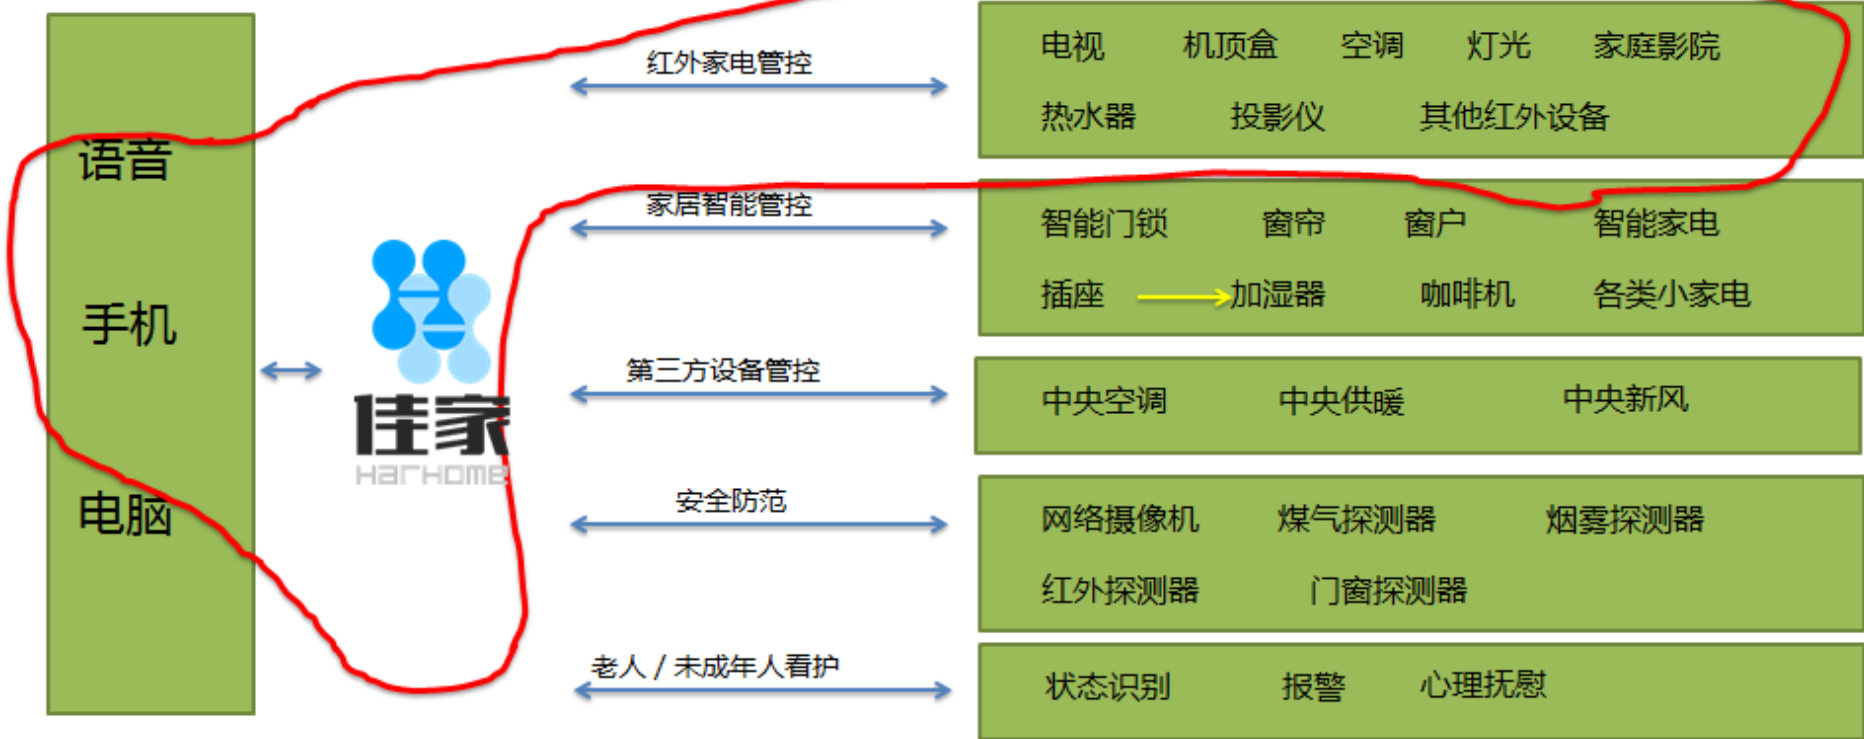 语音
手机
电脑
佳家
HarHome
红外家电管控
电视 机顶盒 空调 灯光 家庭影院
热水器 投影仪 其他红外设备
家居智能管控
智能门锁 窗帘 窗户 智能家电
插座 加湿器 咖啡机 各类小家电
第三方设备管控
中央空调 中央供暖 中央新风
安全防范
网络摄像机 煤气探测器 烟雾探测器
红外探测器 门窗探测器
老人 / 未成年人看护
状态识别 报警 心理抚慰